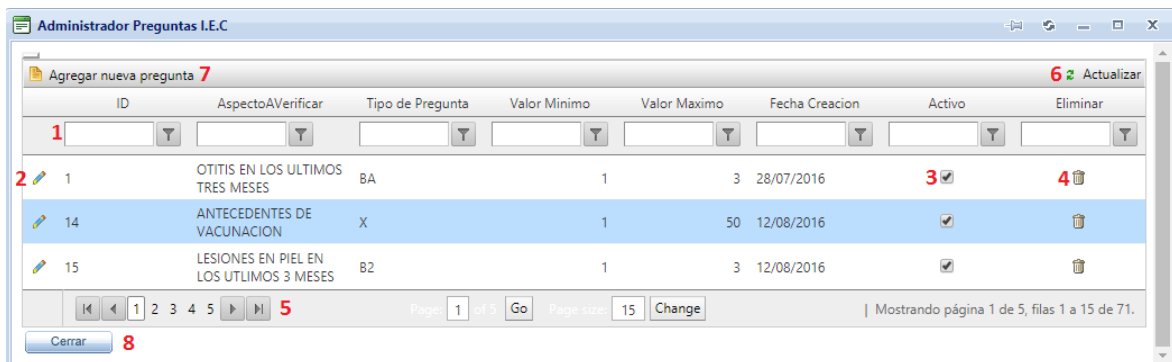 Administrador Preguntas I.E.C
Agregar nueva pregunta 7 6 Actualizar
ID AspectoAVerificar Tipo de Pregunta Valor Minimo Valor Maximo Fecha Creacion Activo Eliminar
1
2 1 OTITIS EN LOS ULTIMOS TRES MESES BA 1 3 28/07/2016 3 4
14 ANTECEDENTES DE VACUNACION X 1 50 12/08/2016
15 LESIONES EN PIEL EN LOS UTLIMOS 3 MESES B2 1 3 12/08/2016
1 2 3 4 5 5 Page: 1 of 5 Go Page size: 15 Change | Mostrando página 1 de 5, filas 1 a 15 de 71.
Cerrar 8